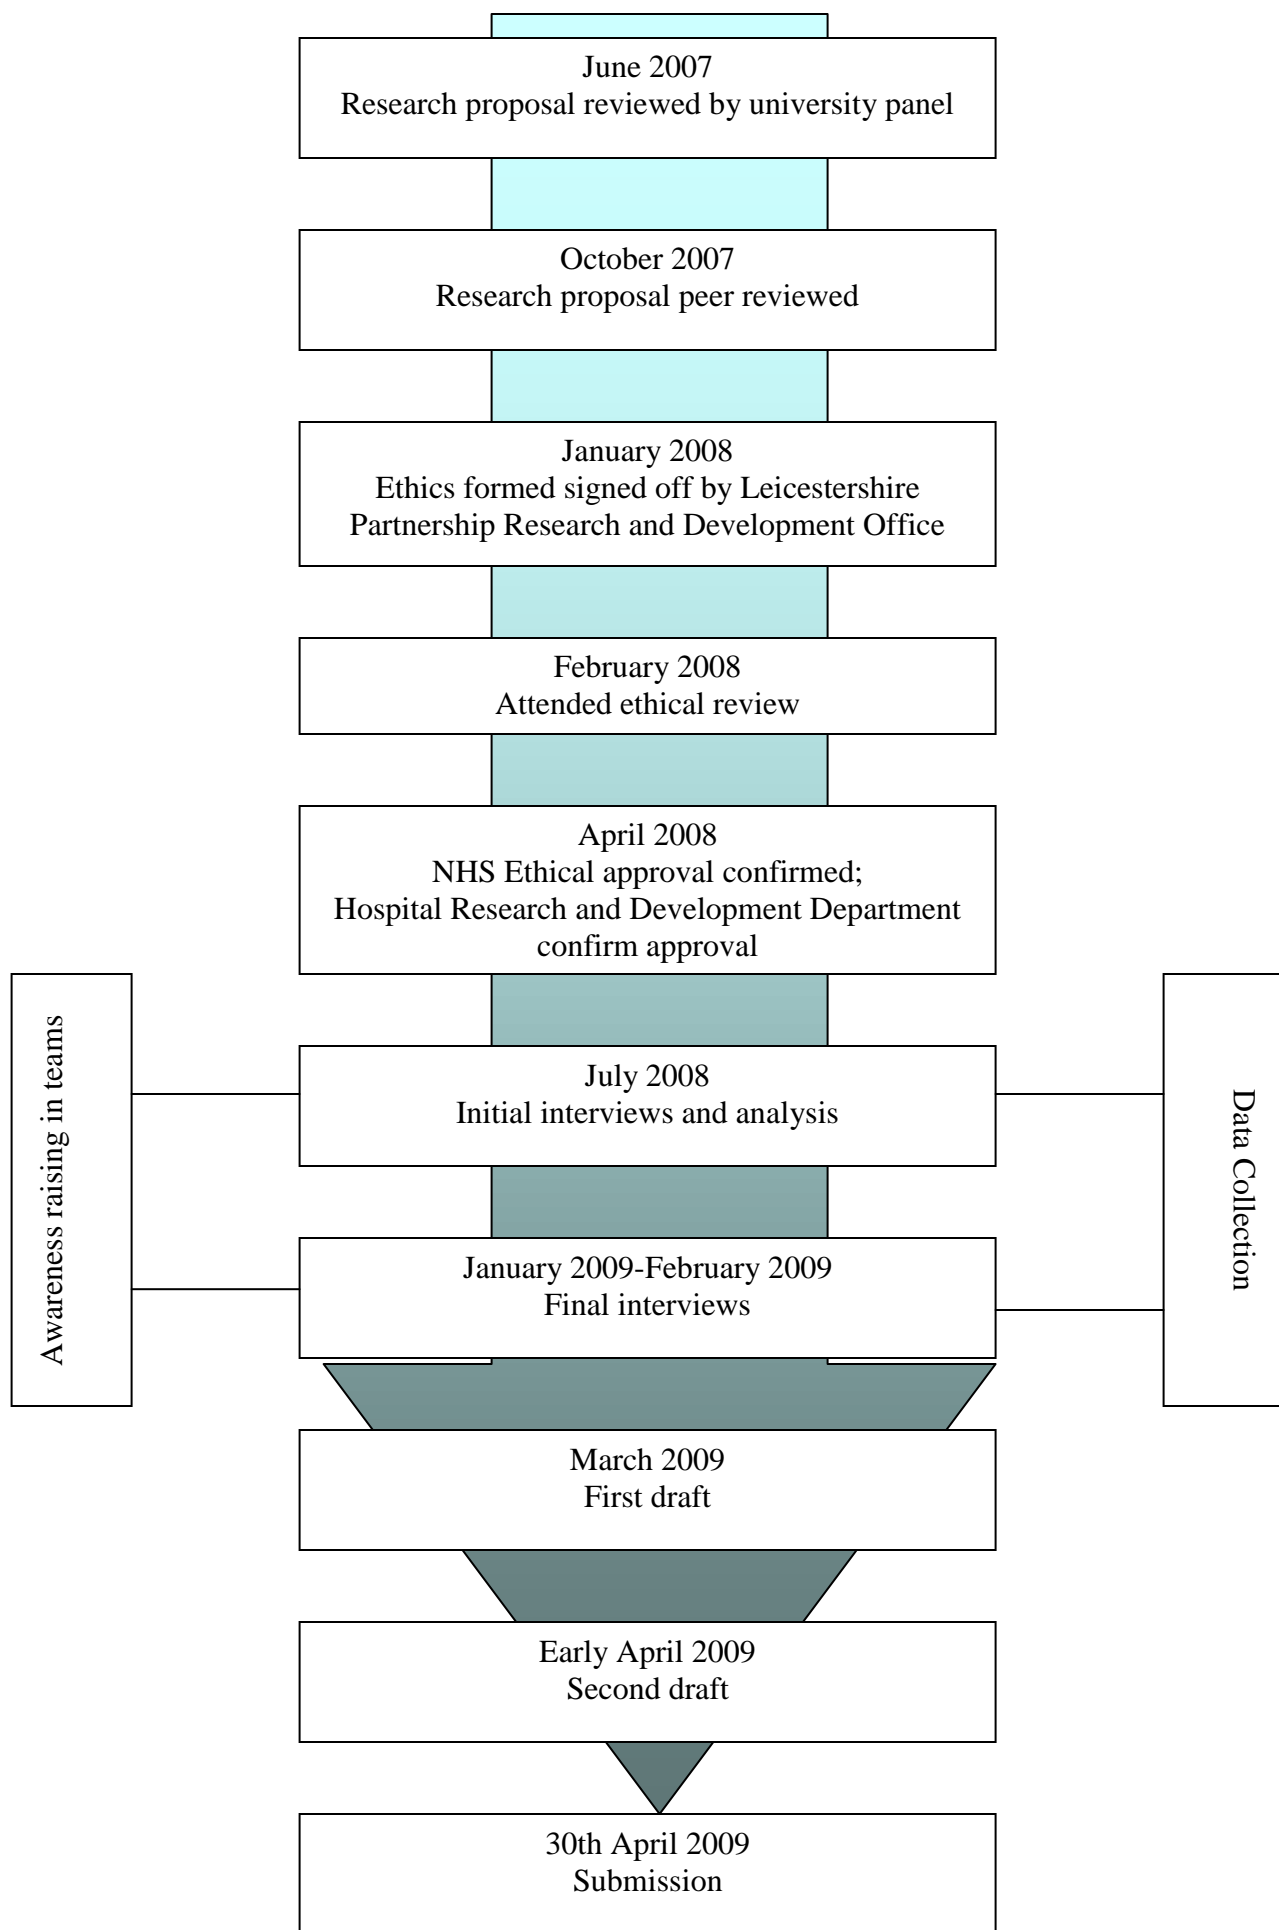 June 2007
Research proposal reviewed by university panel
October 2007
Research proposal peer reviewed
January 2008
Ethics formed signed off by Leicestershire
Partnership Research and Development Office
February 2008
Attended ethical review
April 2008
NHS Ethical approval confirmed;
Hospital Research and Development Department
confirm approval
Awareness raising in teams
July 2008
Initial interviews and analysis
Data Collection
January 2009-February 2009
Final interviews
March 2009
First draft
Early April 2009
Second draft
30th April 2009
Submission